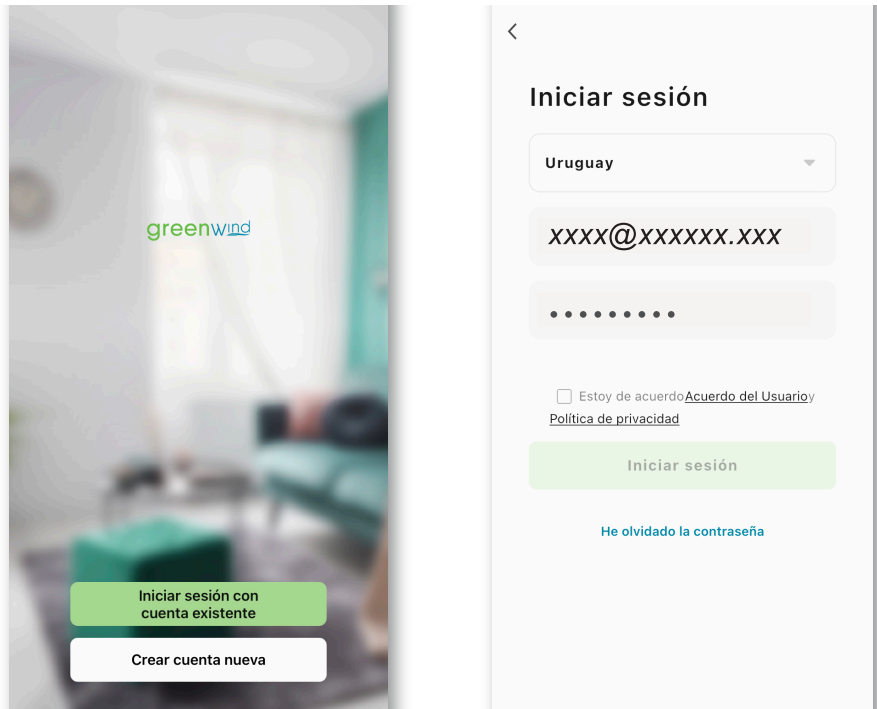 greenwind
Iniciar sesión con
cuenta existente
Crear cuenta nueva
Iniciar sesión
Uruguay
xxxx@xxxxxx.xxx
•••••••••
Estoy de acuerdoAcuerdo del Usuarioy
Política de privacidad
Iniciar sesión
He olvidado la contraseña